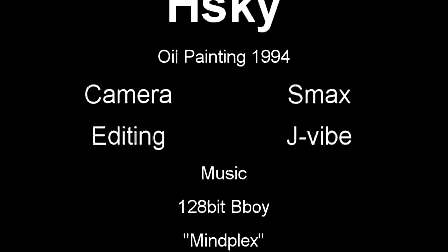 Hsky
Oil Painting 1994
Camera Smax
Editing J-vibe
Music
128bit Bboy
"Mindplex"